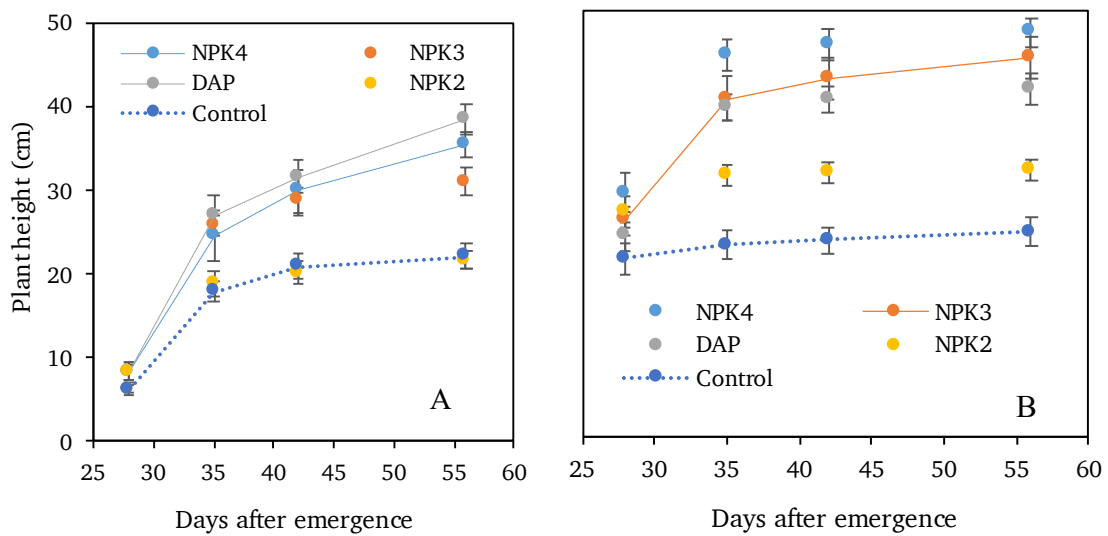 50
40
30
20
10
0
Plant height (cm)
NPK4 NPK3
DAP NPK2
Control
A
25 30 35 40 45 50 55 60
Days after emergence
NPK4 NPK3
DAP NPK2
Control
B
25 30 35 40 45 50 55 60
Days after emergence